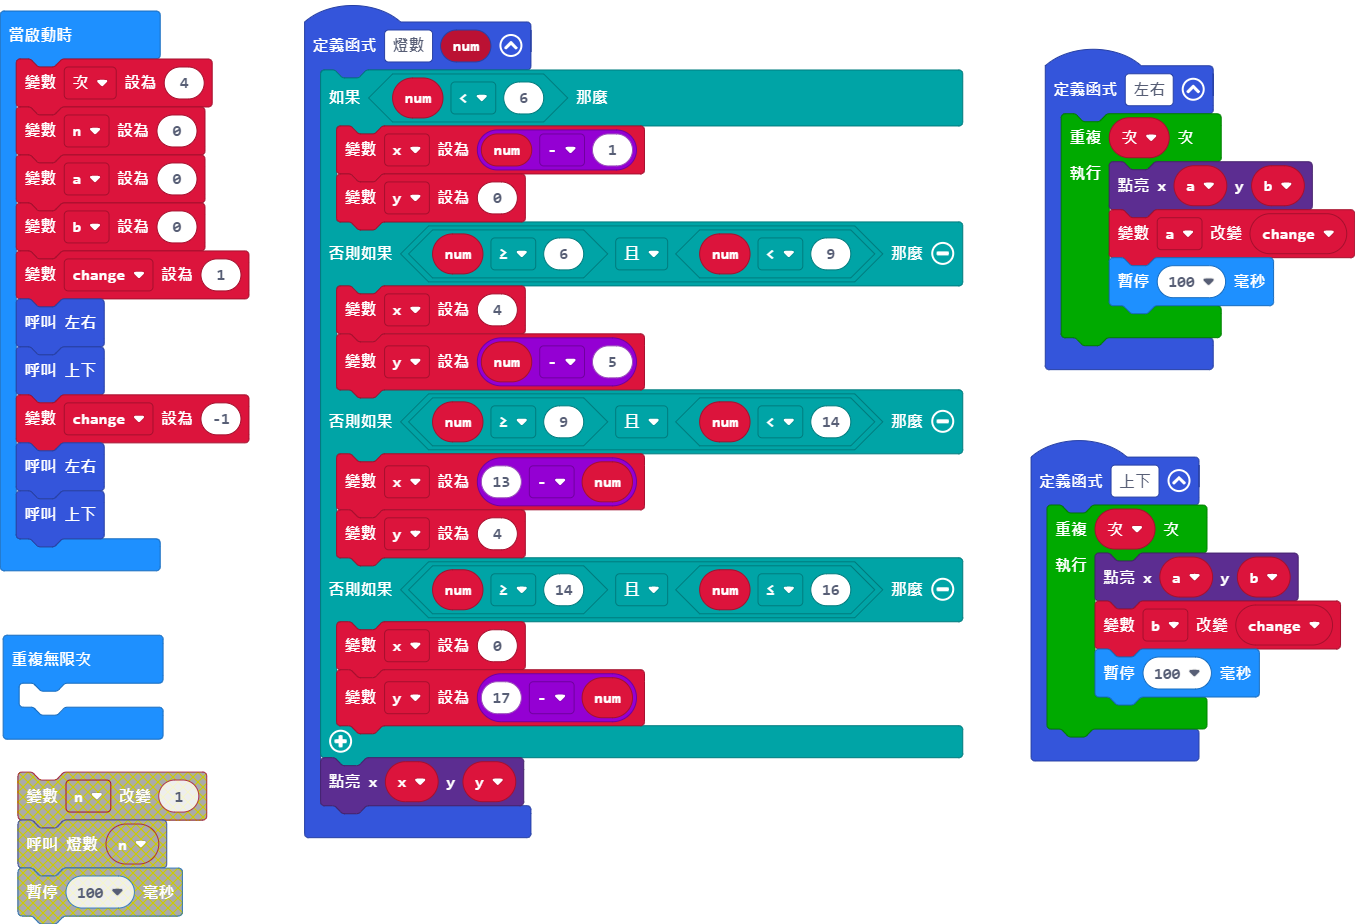 當啟動時
變數 次 設為 4
變數 n 設為 0
變數 a 設為 0
變數 b 設為 0
變數 change 設為 1
呼叫 左右
呼叫 上下
變數 change 設為 -1
呼叫 左右
呼叫 上下
重複無限次
變數 n 改變 1
呼叫 燈數 n
暫停 100 毫秒
定義函式 燈數 num
如果 num < 6 那麼
變數 x 設為 num - 1
變數 y 設為 0
否則如果 num ≥ 6 且 num < 9 那麼
變數 x 設為 4
變數 y 設為 num - 5
否則如果 num ≥ 9 且 num < 14 那麼
變數 x 設為 13 - num
變數 y 設為 4
否則如果 num ≥ 14 且 num ≤ 16 那麼
變數 x 設為 0
變數 y 設為 17 - num
點亮 x x y y
定義函式 左右
重複 次 次
執行
點亮 x a y b
變數 a 改變 change
暫停 100 毫秒
定義函式 上下
重複 次 次
執行
點亮 x a y b
變數 b 改變 change
暫停 100 毫秒